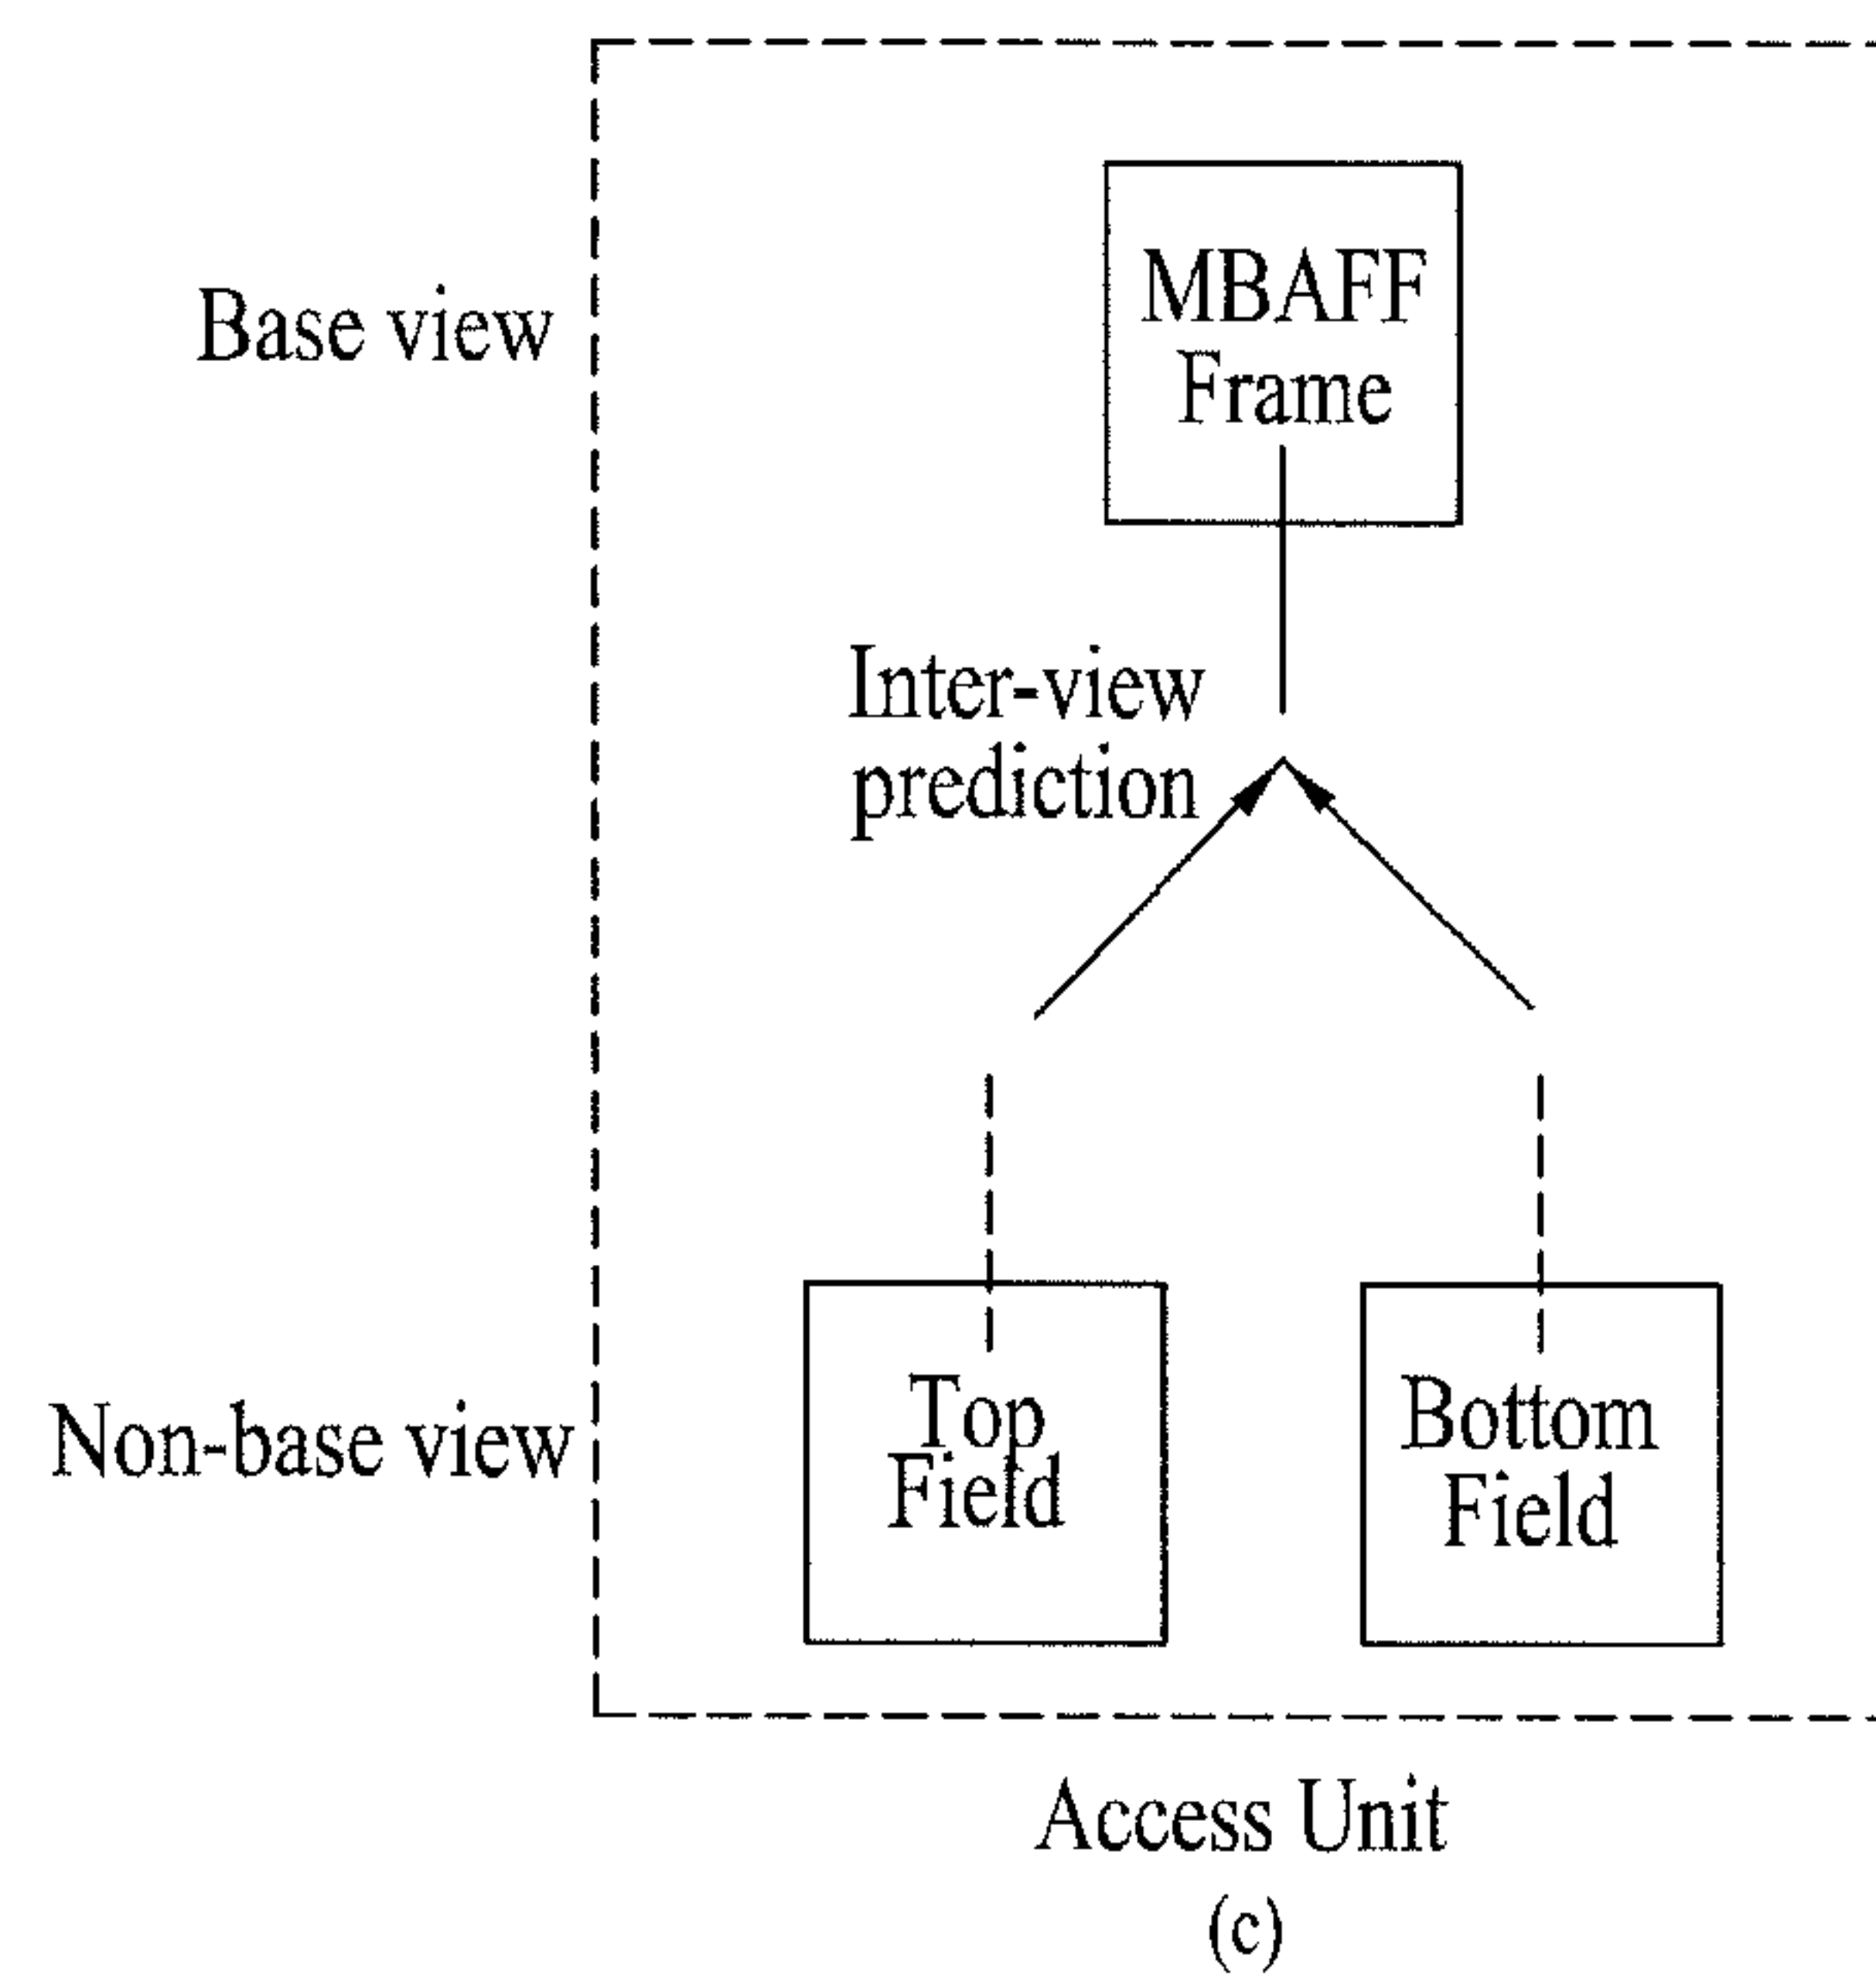 MBAFF
Frame
Base view
Inter-view
prediction
Top
Field
Bottom
Field
Non-base view
Access Unit
(c)